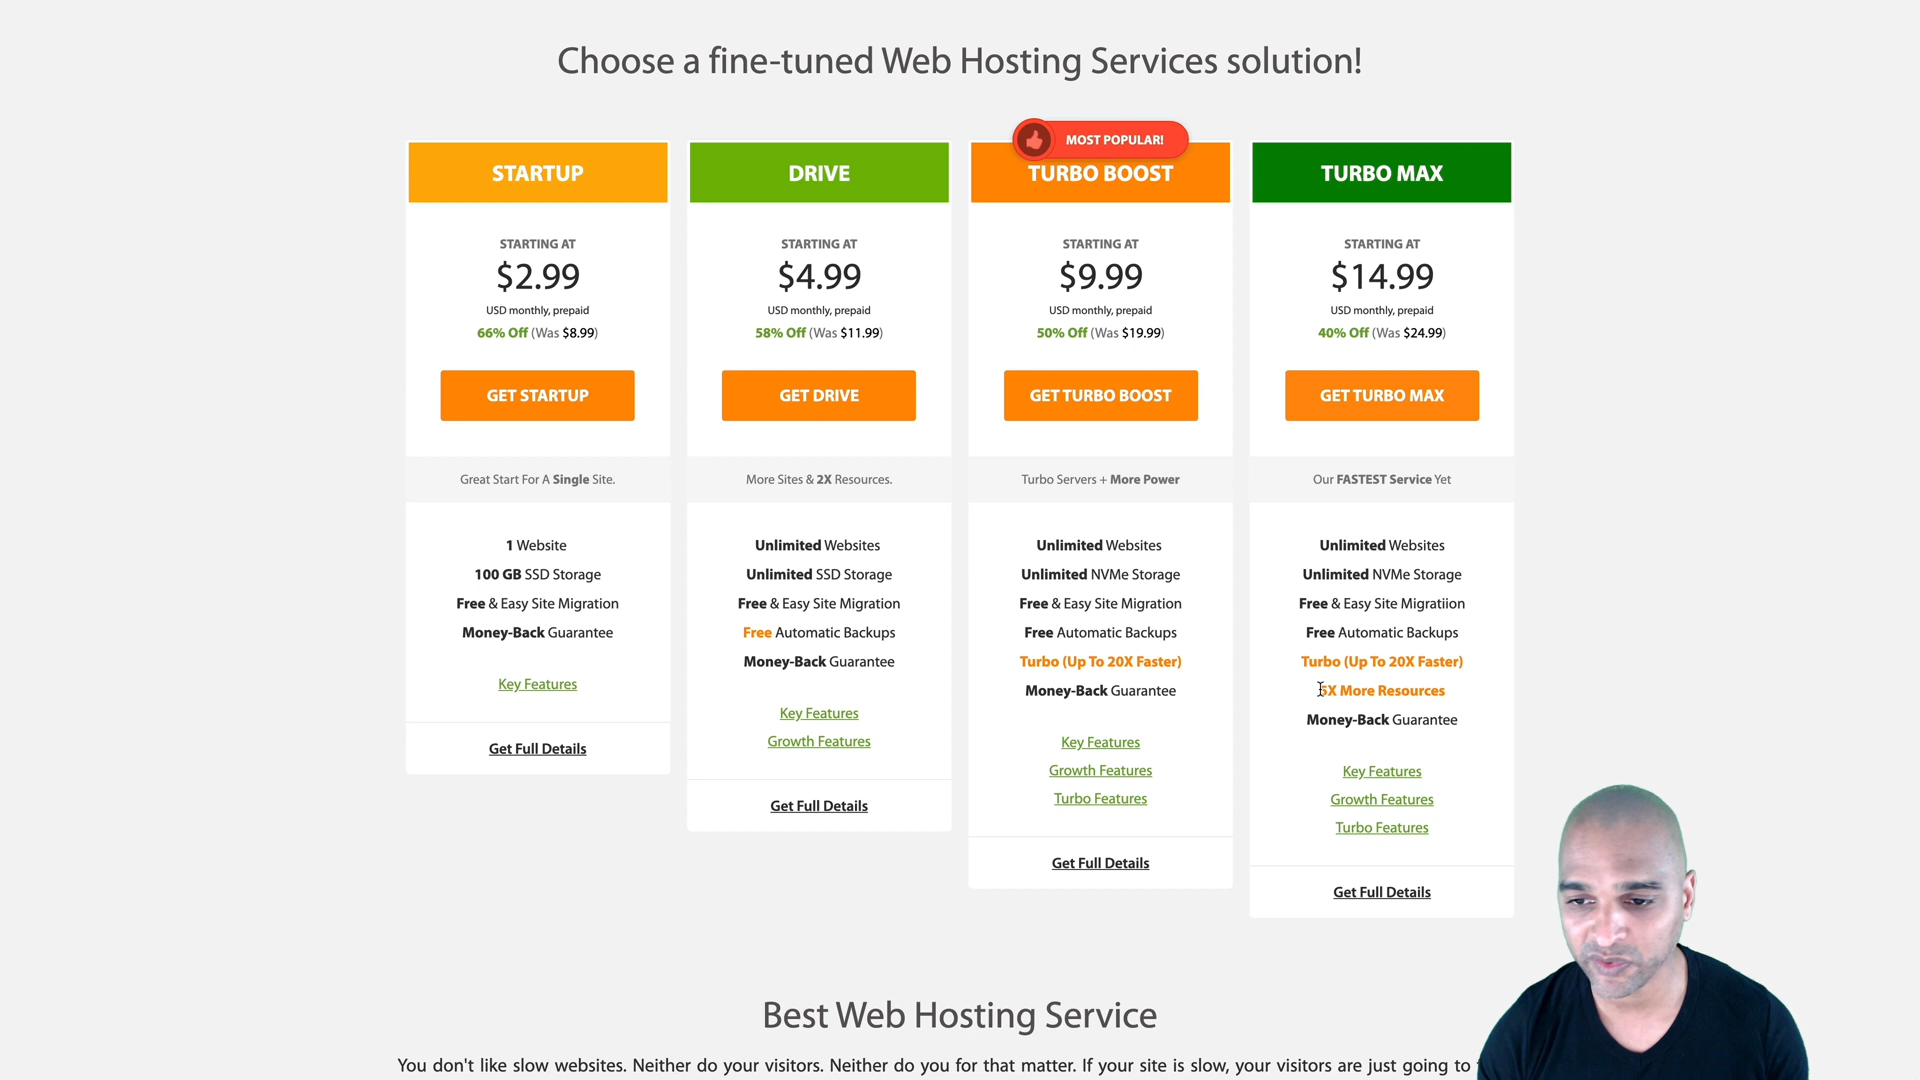 Choose a fine-tuned Web Hosting Services solution!
MOST POPULAR!
STARTUP
STARTING AT
$2.99
USD monthly, prepaid
66% Off (Was $8.99)
GET STARTUP
Great Start For A Single Site.
1 Website
100 GB SSD Storage
Free & Easy Site Migration
Money-Back Guarantee
Key Features
Get Full Details
DRIVE
STARTING AT
$4.99
USD monthly, prepaid
58% Off (Was $11.99)
GET DRIVE
More Sites & 2X Resources.
Unlimited Websites
Unlimited SSD Storage
Free & Easy Site Migration
Free Automatic Backups
Money-Back Guarantee
Key Features
Growth Features
Get Full Details
TURBO BOOST
STARTING AT
$9.99
USD monthly, prepaid
50% Off (Was $19.99)
GET TURBO BOOST
Turbo Servers + More Power
Unlimited Websites
Unlimited NVMe Storage
Free & Easy Site Migration
Free Automatic Backups
Turbo (Up To 20X Faster)
Money-Back Guarantee
Key Features
Growth Features
Turbo Features
Get Full Details
TURBO MAX
STARTING AT
$14.99
USD monthly, prepaid
40% Off (Was $24.99)
GET TURBO MAX
Our FASTEST Service Yet
Unlimited Websites
Unlimited NVMe Storage
Free & Easy Site Migratiion
Free Automatic Backups
Turbo (Up To 20X Faster)
5X More Resources
Money-Back Guarantee
Key Features
Growth Features
Turbo Features
Get Full Details
Best Web Hosting Service
You don't like slow websites. Neither do your visitors. Neither do you for that matter. If your site is slow, your visitors are just going to